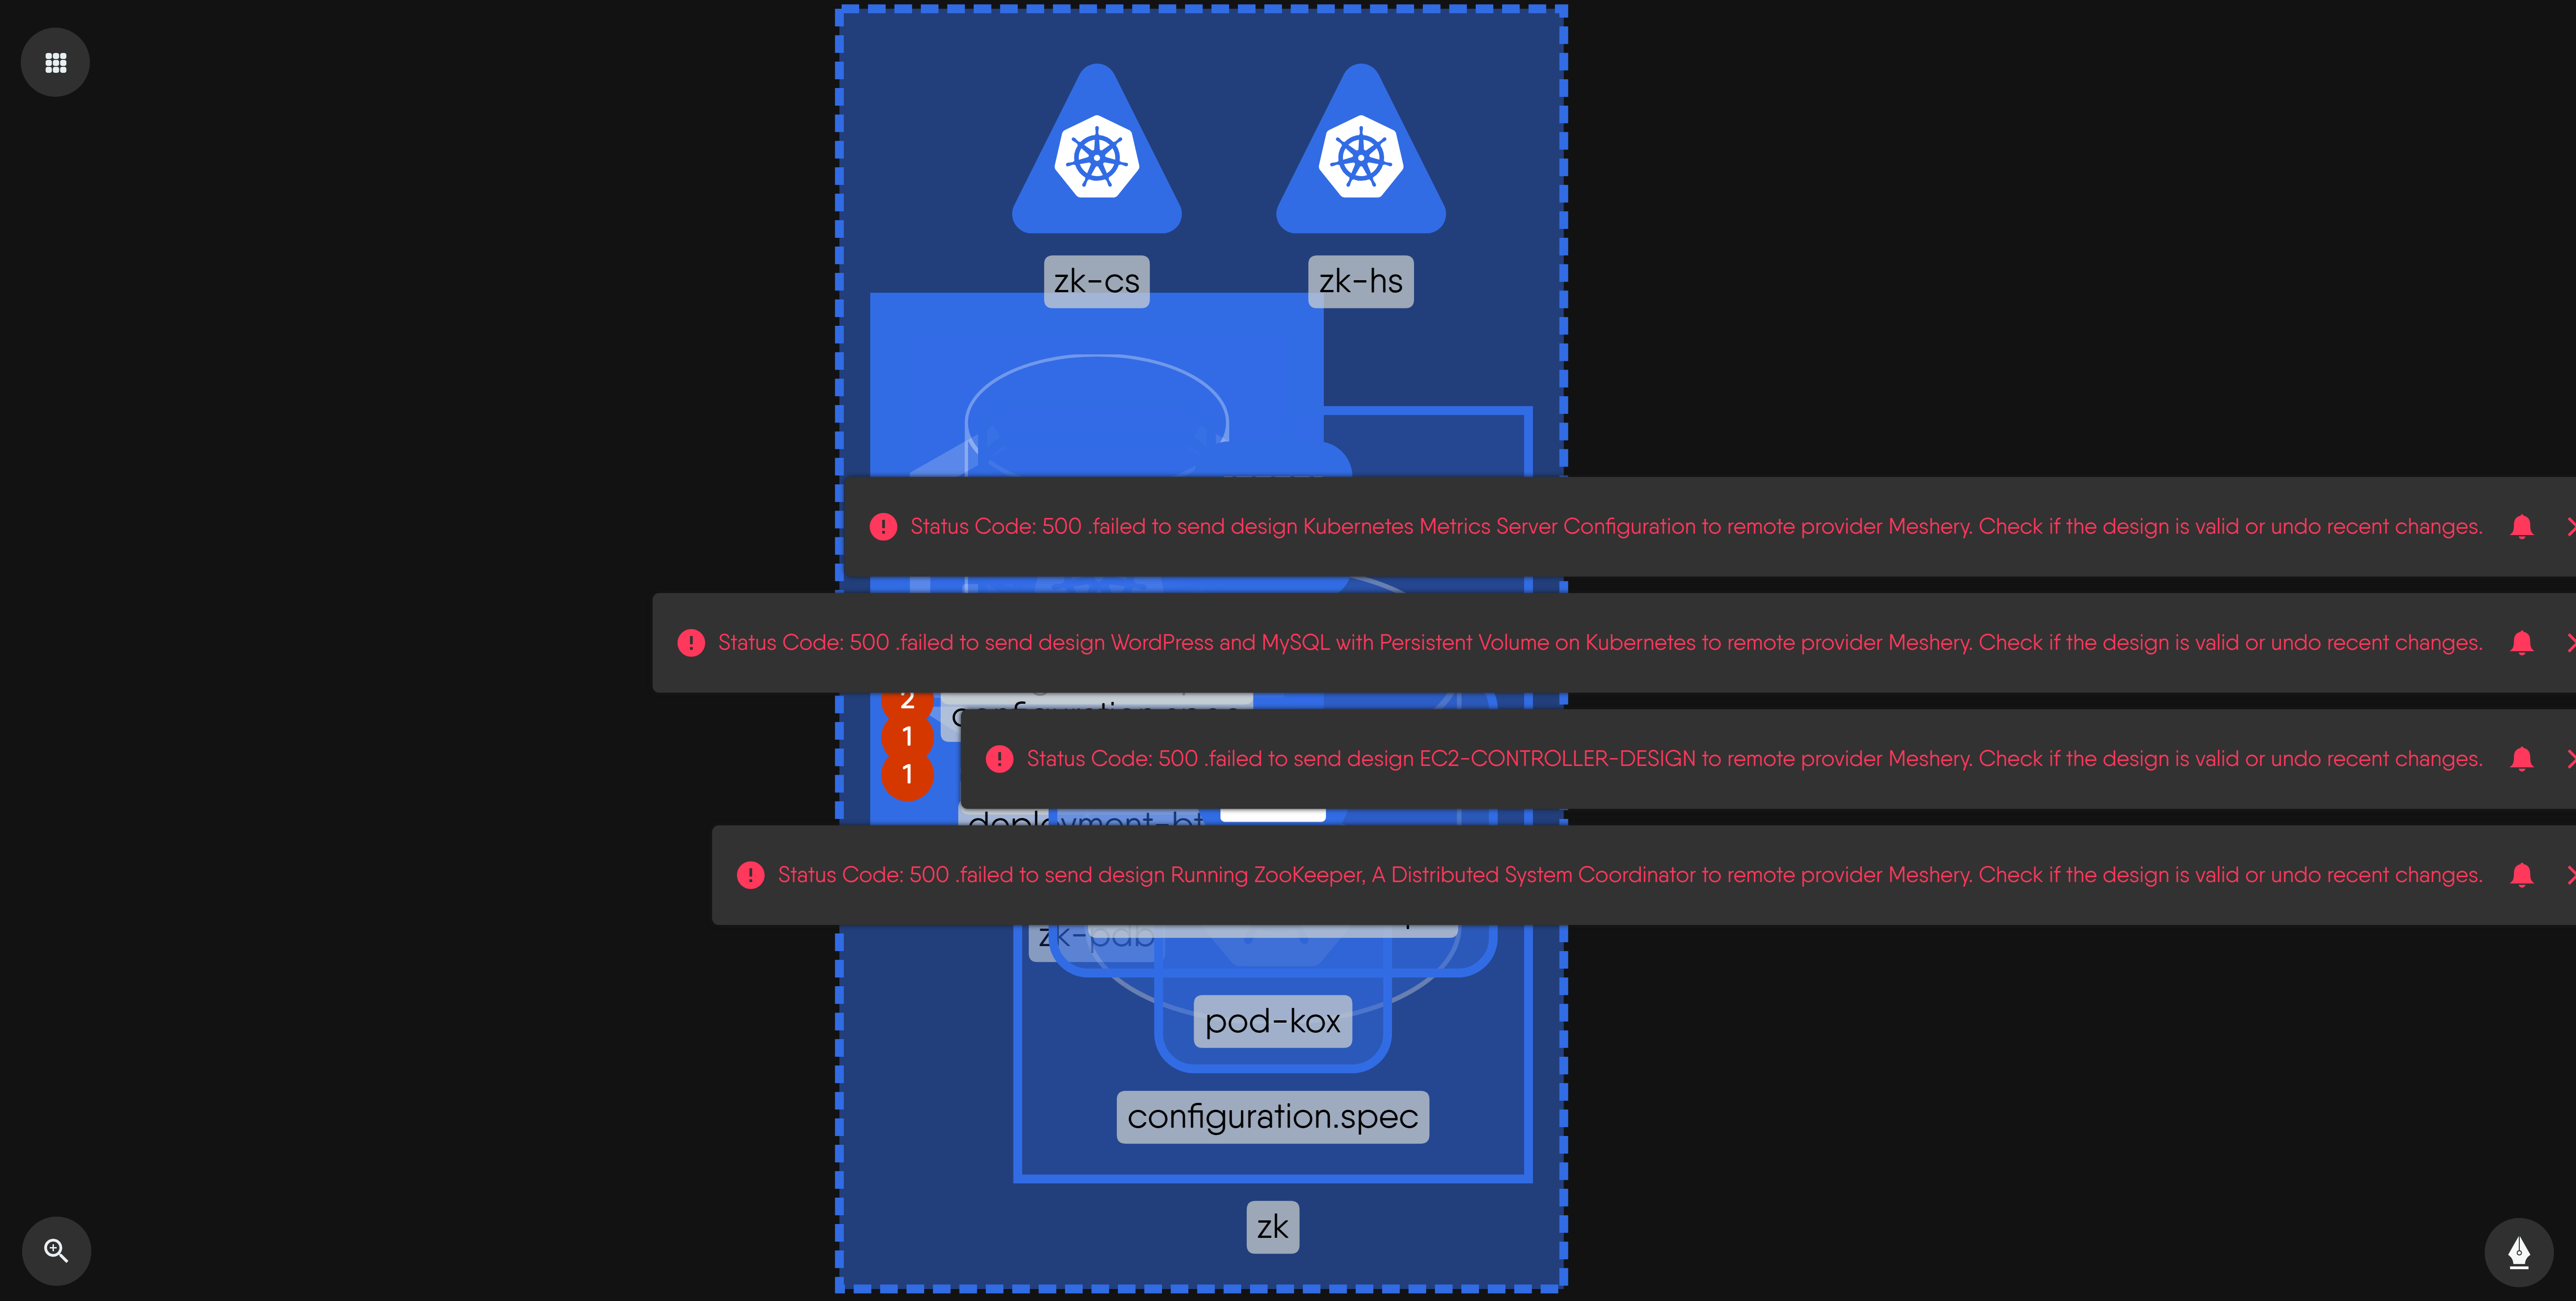 zk-cs
zk-hs
Status Code: 500 .failed to send design Kubernetes Metrics Server Configuration to remote provider Meshery. Check if the design is valid or undo recent changes.
Status Code: 500 .failed to send design WordPress and MySQL with Persistent Volume on Kubernetes to remote provider Meshery. Check if the design is valid or undo recent changes.
2
configuration.spec
1
Status Code: 500 .failed to send design EC2-CONTROLLER-DESIGN to remote provider Meshery. Check if the design is valid or undo recent changes.
1
deployment-bt
Status Code: 500 .failed to send design Running ZooKeeper, A Distributed System Coordinator to remote provider Meshery. Check if the design is valid or undo recent changes.
zk-pdb
pod-kox
configuration.spec
zk